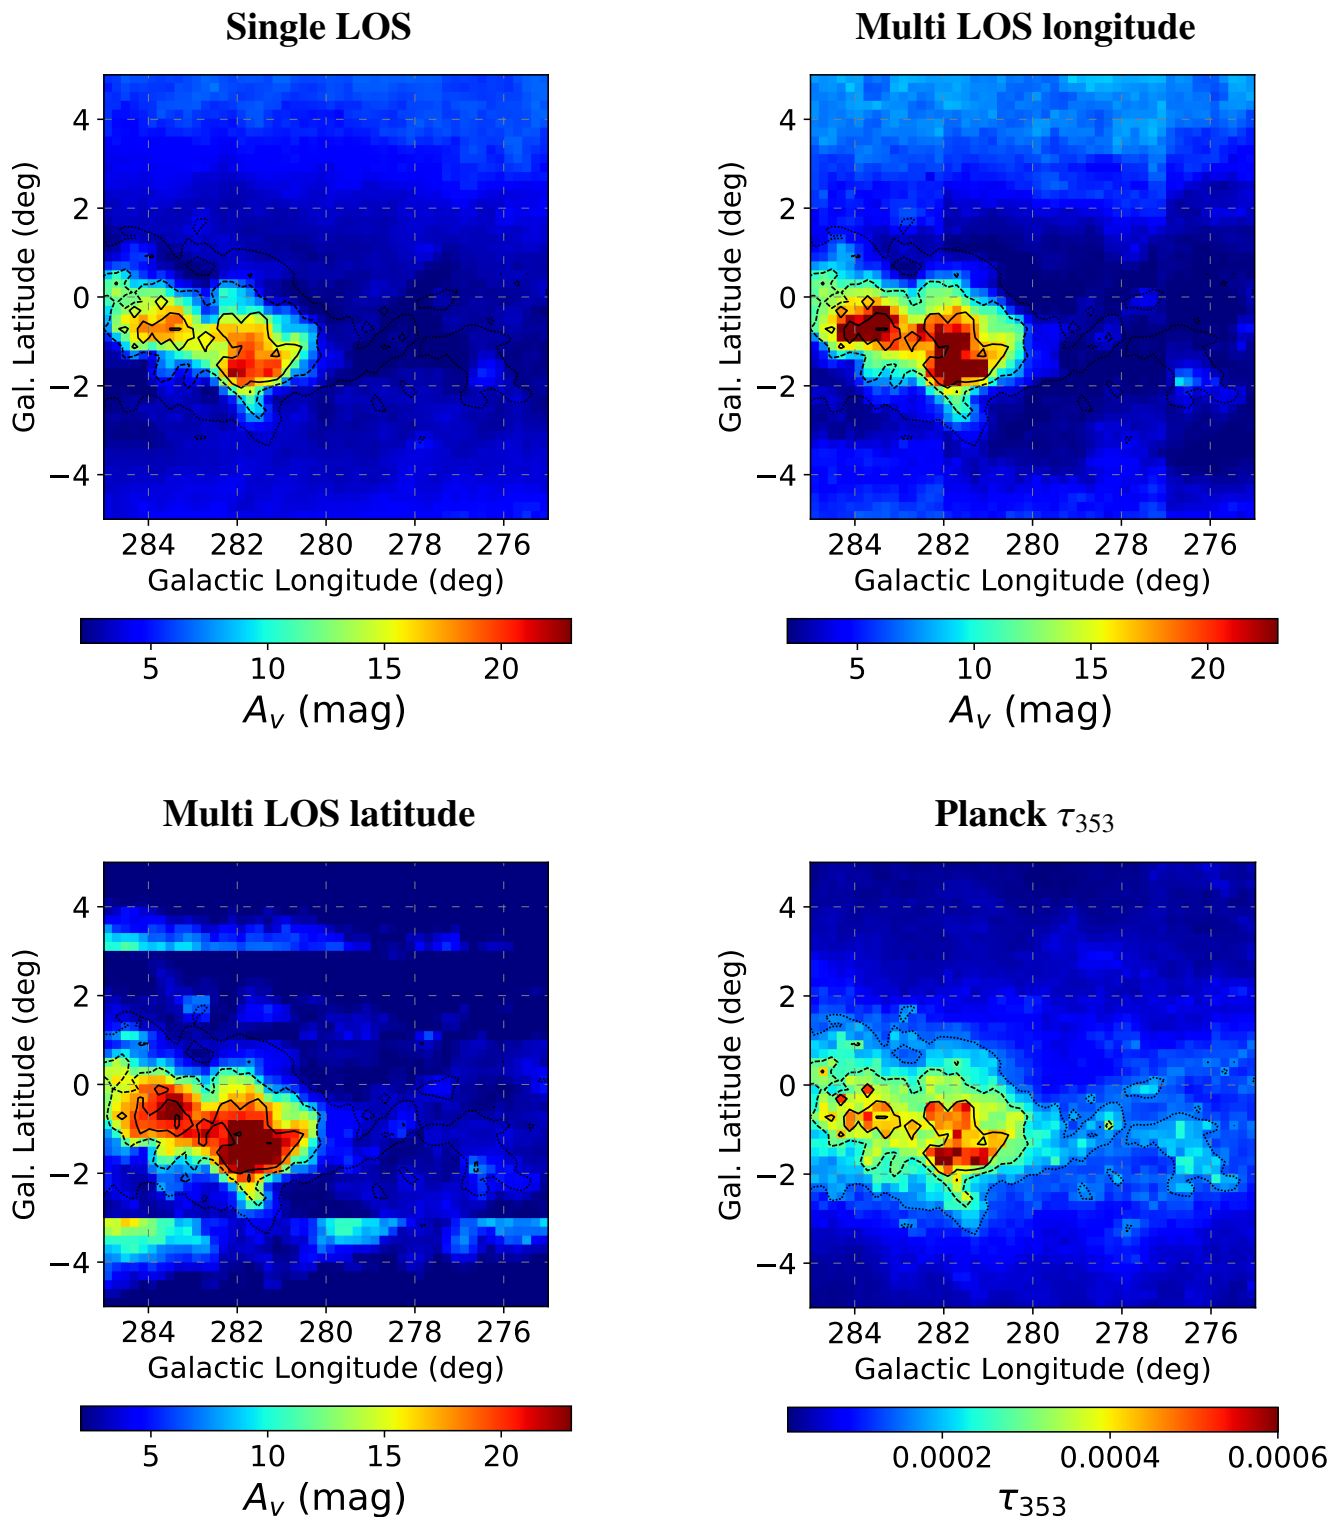 Single LOS
Multi LOS longitude
4
2
0
−2
−4
Gal. Latitude (deg)
284 282 280 278 276
Galactic Longitude (deg)
5 10 15 20
A_v (mag)
4
2
0
−2
−4
Gal. Latitude (deg)
284 282 280 278 276
Galactic Longitude (deg)
5 10 15 20
A_v (mag)
Multi LOS latitude
Planck τ_353
4
2
0
−2
−4
Gal. Latitude (deg)
284 282 280 278 276
Galactic Longitude (deg)
5 10 15 20
A_v (mag)
4
2
0
−2
−4
Gal. Latitude (deg)
284 282 280 278 276
Galactic Longitude (deg)
0.0002 0.0004 0.0006
τ_353